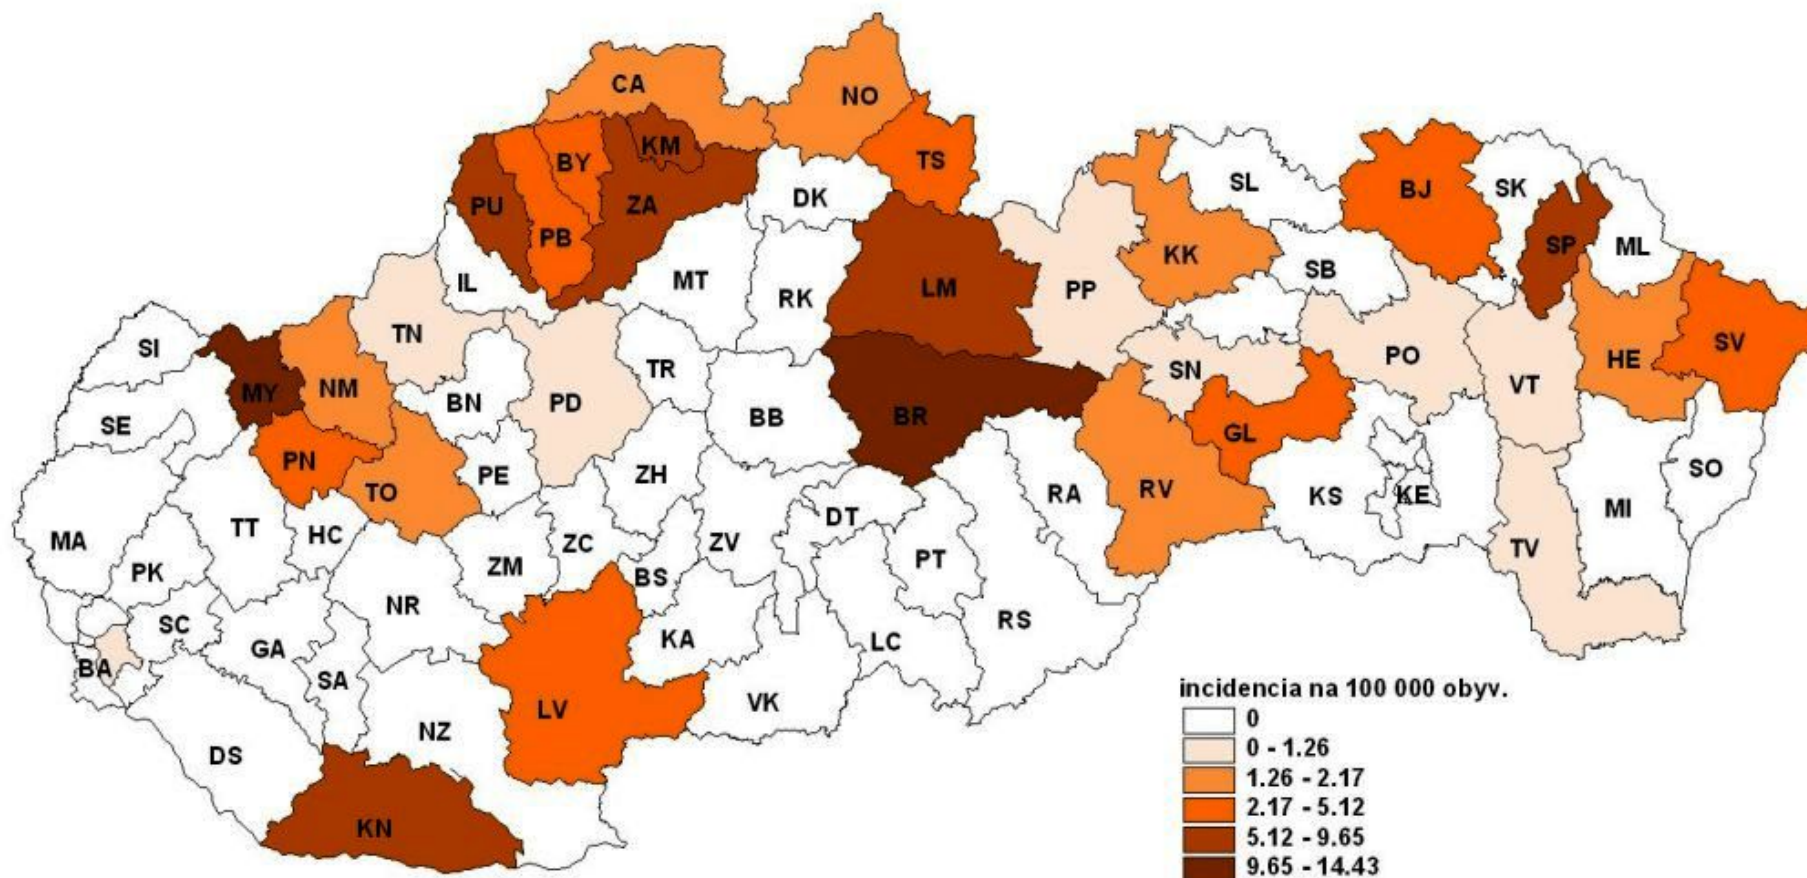 CA
NO
KM
BY
TS
DK
SL
BJ
SK
PU
ZA
PB
SP
ML
KK
SB
IL
MT
RK
LM
PP
TN
SI
MY
NM
BN
PD
TR
BB
BR
SN
PO
VT
HE
SV
SE
PN
TO
PE
ZH
GL
RA
RV
KS
KE
SO
MI
MA
TT
HC
ZM
ZC
ZV
DT
PT
TV
PK
BS
NR
SC
GA
KA
LC
RS
BA
SA
LV
VK
NZ
DS
KN
incidencia na 100 000 obyv.
0
0 - 1.26
1.26 - 2.17
2.17 - 5.12
5.12 - 9.65
9.65 - 14.43